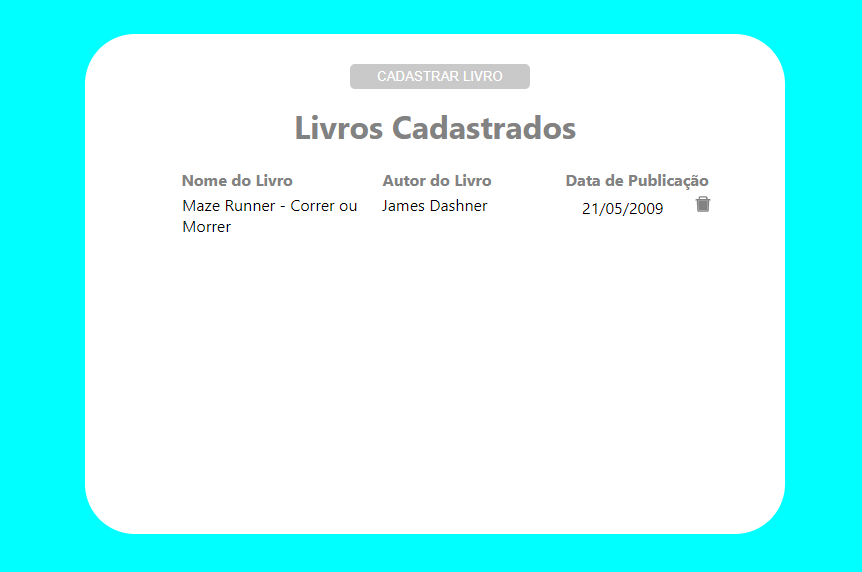 CADASTRAR LIVRO
Livros Cadastrados
Nome do Livro Autor do Livro Data de Publicação
Maze Runner - Correr ou James Dashner 21/05/2009
Morrer